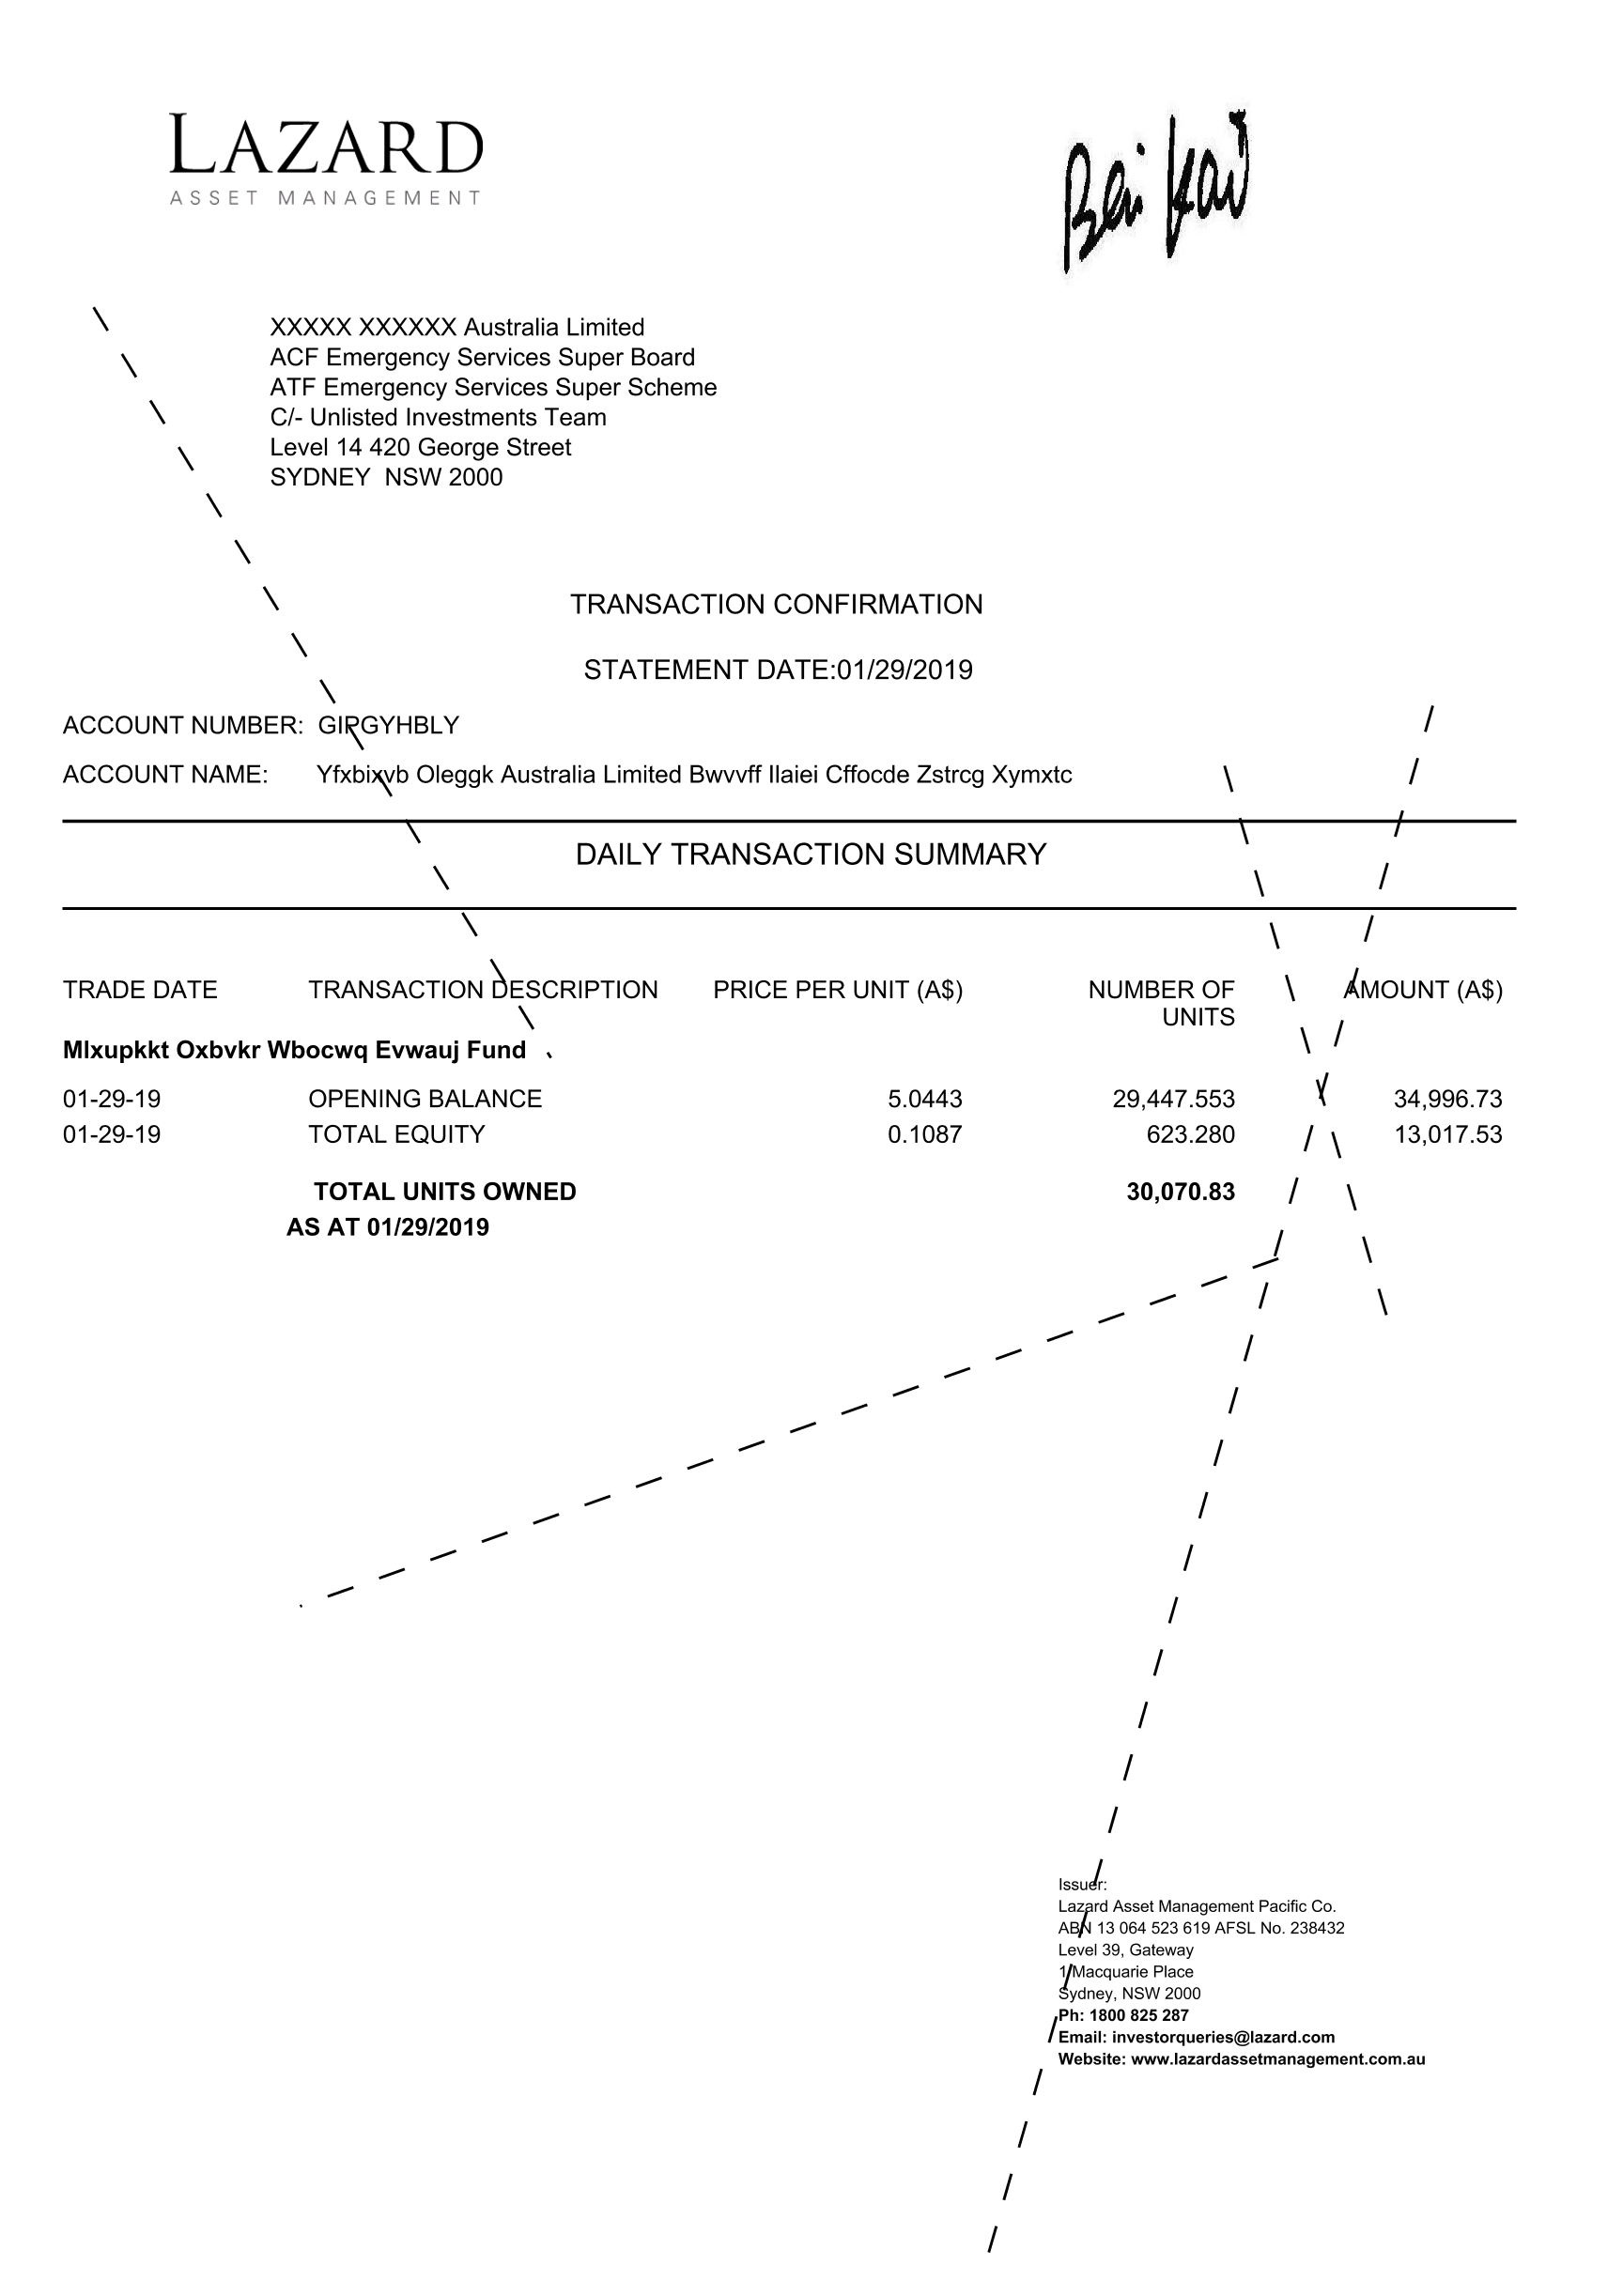 LAZARD
ASSET MANAGEMENT
XXXXX XXXXXX Australia Limited
ACF Emergency Services Super Board
ATF Emergency Services Super Scheme
C/- Unlisted Investments Team
Level 14 420 George Street
SYDNEY NSW 2000
TRANSACTION CONFIRMATION
STATEMENT DATE:01/29/2019
ACCOUNT NUMBER: GIPGYHBLY
ACCOUNT NAME: Yfxbixvb Oleggk Australia Limited Bwvvff Ilaiei Cffocde Zstrcg Xymxtc
DAILY TRANSACTION SUMMARY
TRADE DATE TRANSACTION DESCRIPTION PRICE PER UNIT (A$) NUMBER OF AMOUNT (A$)
UNITS
Mlxupkkt Oxbvkr Wbocwq Evwauj Fund
01-29-19 OPENING BALANCE 5.0443 29,447.553 34,996.73
01-29-19 TOTAL EQUITY 0.1087 623.280 13,017.53
TOTAL UNITS OWNED 30,070.83
AS AT 01/29/2019
Issuer:
Lazard Asset Management Pacific Co.
ABN 13 064 523 619 AFSL No. 238432
Level 39, Gateway
1 Macquarie Place
Sydney, NSW 2000
Ph: 1800 825 287
Email: investorqueries@lazard.com
Website: www.lazardassetmanagement.com.au